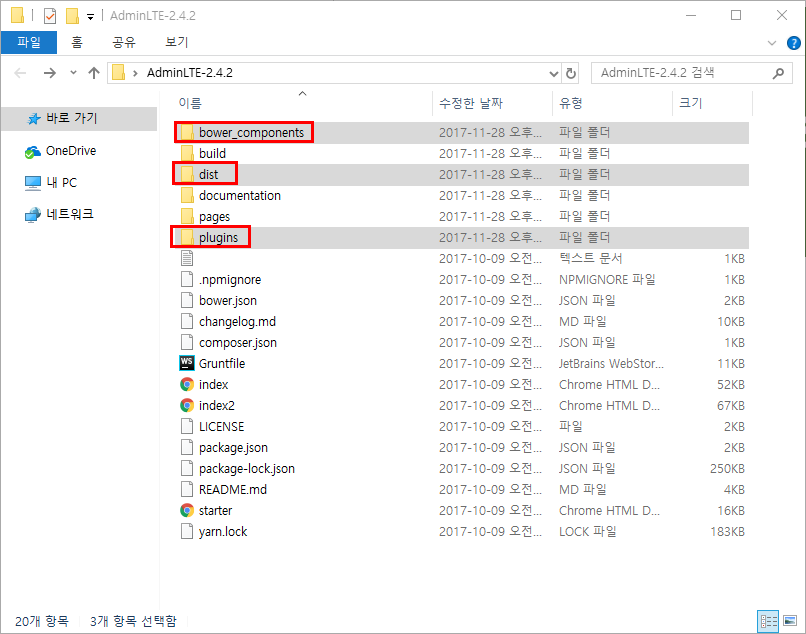 AdminLTE-2.4.2
파일 홈 공유 보기
AdminLTE-2.4.2 AdminLTE-2.4.2 검색
이름 수정한 날짜 유형 크기
바로 가기
OneDrive
내 PC
네트워크
bower_components 2017-11-28 오후... 파일 폴더
build 2017-11-28 오후... 파일 폴더
dist 2017-11-28 오후... 파일 폴더
documentation 2017-11-28 오후... 파일 폴더
pages 2017-11-28 오후... 파일 폴더
plugins 2017-11-28 오후... 파일 폴더
2017-10-09 오전... 텍스트 문서 1KB
.npmignore 2017-10-09 오전... NPMIGNORE 파일 1KB
bower.json 2017-10-09 오전... JSON 파일 2KB
changelog.md 2017-10-09 오전... MD 파일 10KB
composer.json 2017-10-09 오전... JSON 파일 1KB
WS Gruntfile 2017-10-09 오전... JetBrains WebStor... 11KB
index 2017-10-09 오전... Chrome HTML D... 52KB
index2 2017-10-09 오전... Chrome HTML D... 67KB
LICENSE 2017-10-09 오전... 파일 2KB
package.json 2017-10-09 오전... JSON 파일 2KB
package-lock.json 2017-10-09 오전... JSON 파일 250KB
README.md 2017-10-09 오전... MD 파일 4KB
starter 2017-10-09 오전... Chrome HTML D... 16KB
yarn.lock 2017-10-09 오전... LOCK 파일 183KB
20개 항목 3개 항목 선택함